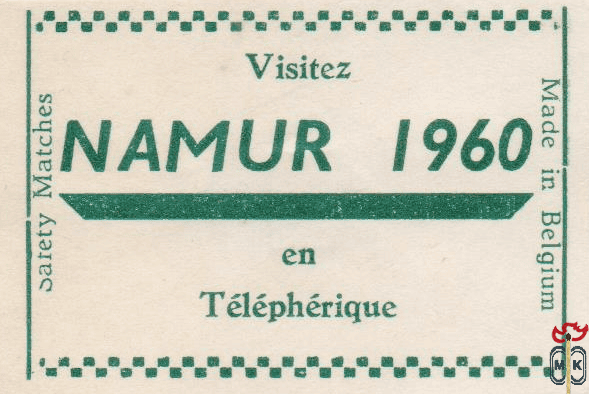 Visitez
NAMUR 1960
en
Téléphérique
Safety Matches
Made in Belgium
M K